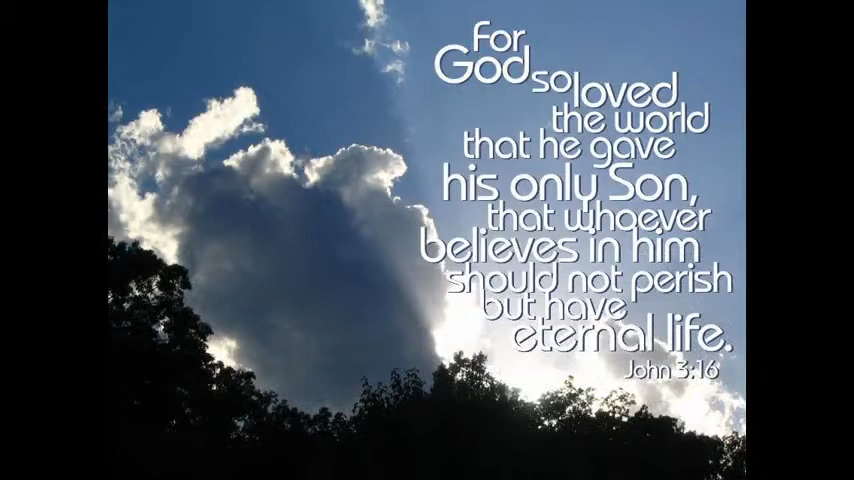 For
God so loved
the world
that he gave
his only Son,
that whoever
believes in him
should not perish
but have
eternal life.
John 3:16